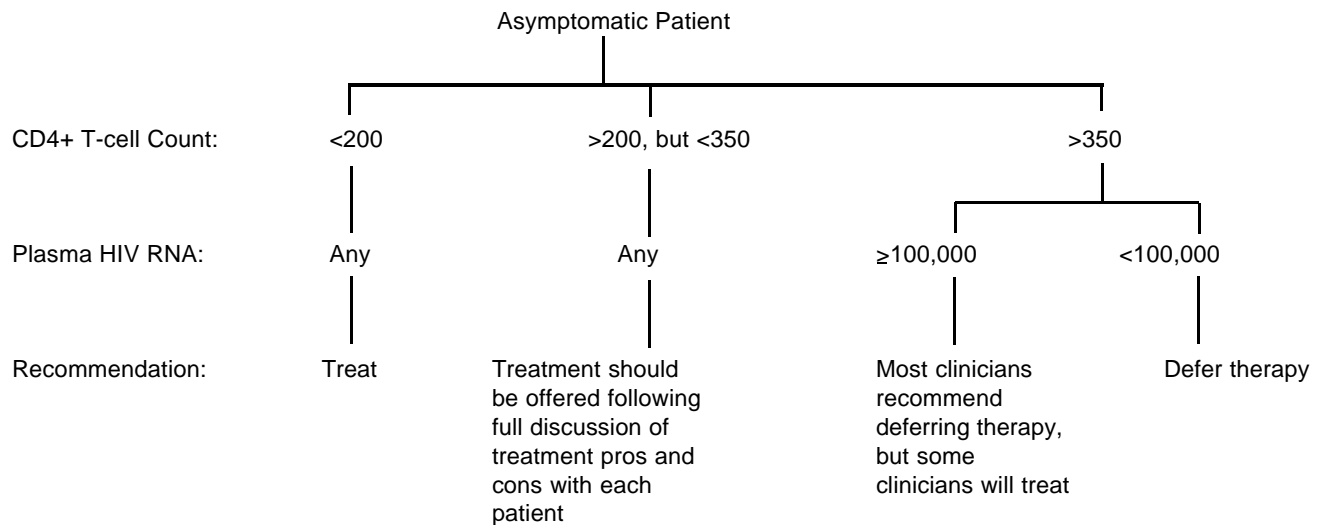 Asymptomatic Patient
CD4+ T-cell Count: <200 >200, but <350 >350
Plasma HIV RNA: Any Any ≥100,000 <100,000
Recommendation: Treat Treatment should Most clinicians Defer therapy
be offered following recommend
full discussion of deferring therapy,
treatment pros and but some
cons with each clinicians will treat
patient